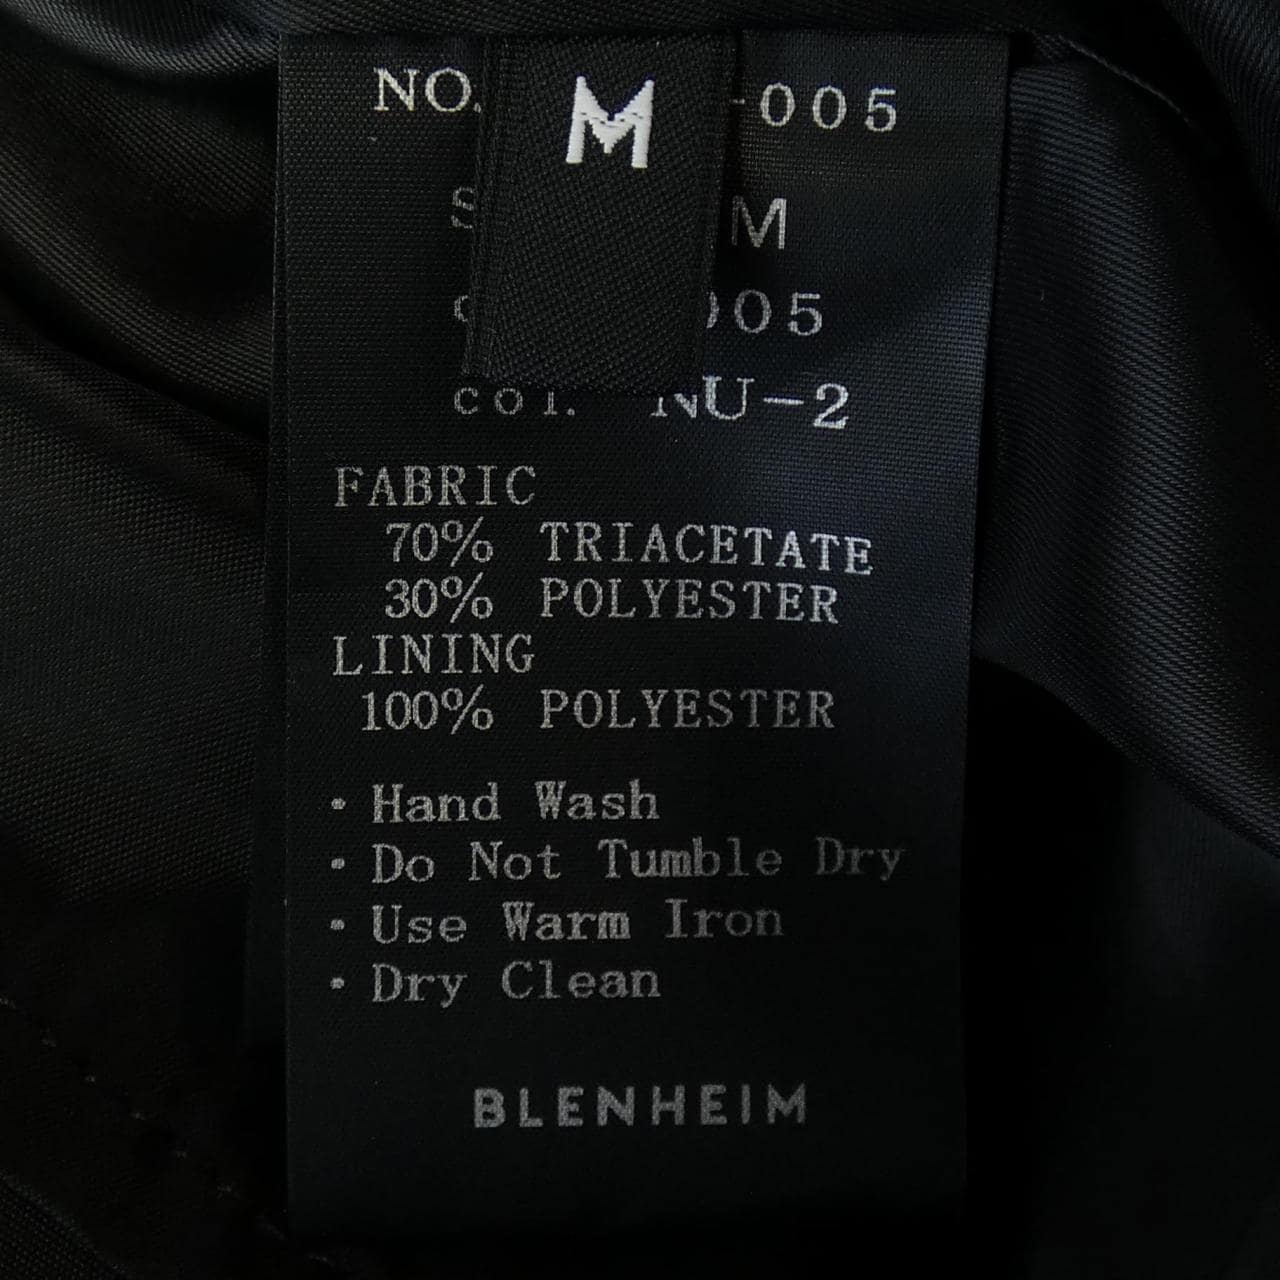 NO. -005
M
M
005
col. NU-2
FABRIC
70% TRIACETATE
30% POLYESTER
LINING
100% POLYESTER
・Hand Wash
・Do Not Tumble Dry
・Use Warm Iron
・Dry Clean
BLENHEIM